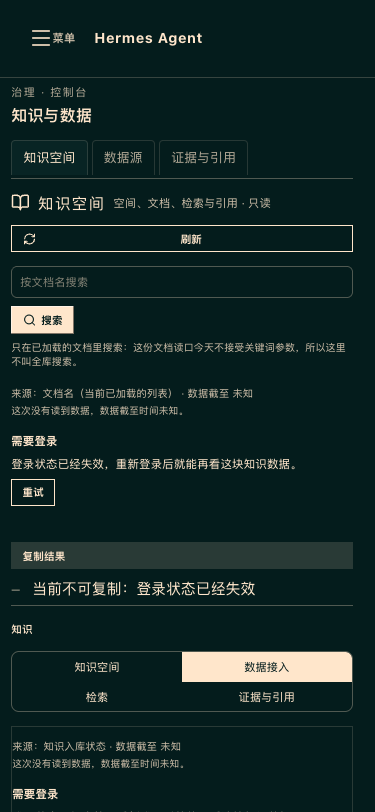 菜单 Hermes Agent
治理 · 控制台
知识与数据
知识空间 数据源 证据与引用
知识空间 空间、文档、检索与引用 · 只读
刷新
按文档名搜索
搜索
只在已加载的文档里搜索：这份文档读口今天不接受关键词参数，所以这里
不叫全库搜索。
来源：文档名（当前已加载的列表） · 数据截至 未知
这次没有读到数据，数据截至时间未知。
需要登录
登录状态已经失效，重新登录后就能再看这块知识数据。
重试
复制结果
— 当前不可复制：登录状态已经失效
知识
知识空间 数据接入
检索 证据与引用
来源：知识入库状态 · 数据截至 未知
这次没有读到数据，数据截至时间未知。
需要登录